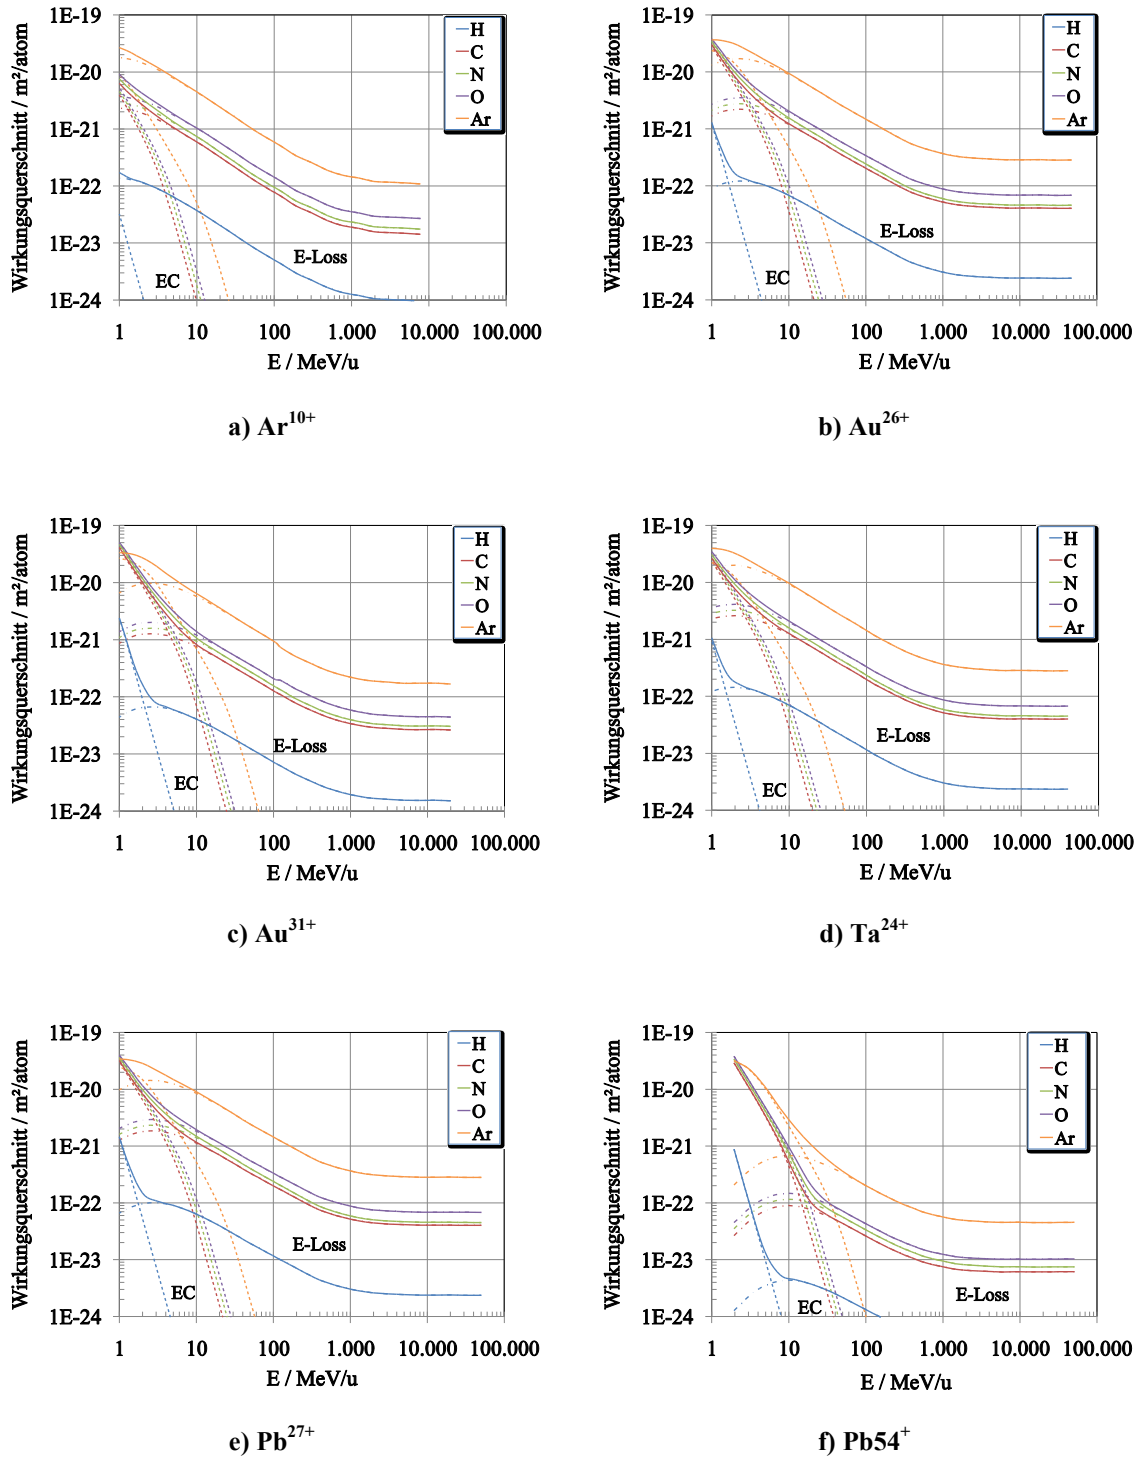 1E-19
1E-20
1E-21
1E-22
1E-23
1E-24
Wirkungsquerschnitt / m²/atom
H
C
N
O
Ar
E-Loss
EC
1 10 100 1.000 10.000 100.000
E / MeV/u
a) Ar10+
1E-19
1E-20
1E-21
1E-22
1E-23
1E-24
Wirkungsquerschnitt / m²/atom
H
C
N
O
Ar
E-Loss
EC
1 10 100 1.000 10.000 100.000
E / MeV/u
b) Au26+
1E-19
1E-20
1E-21
1E-22
1E-23
1E-24
Wirkungsquerschnitt / m²/atom
H
C
N
O
Ar
E-Loss
EC
1 10 100 1.000 10.000 100.000
E / MeV/u
c) Au31+
1E-19
1E-20
1E-21
1E-22
1E-23
1E-24
Wirkungsquerschnitt / m²/atom
H
C
N
O
Ar
E-Loss
EC
1 10 100 1.000 10.000 100.000
E / MeV/u
d) Ta24+
1E-19
1E-20
1E-21
1E-22
1E-23
1E-24
Wirkungsquerschnitt / m²/atom
H
C
N
O
Ar
E-Loss
EC
1 10 100 1.000 10.000 100.000
E / MeV/u
e) Pb27+
1E-19
1E-20
1E-21
1E-22
1E-23
1E-24
Wirkungsquerschnitt / m²/atom
H
C
N
O
Ar
E-Loss
EC
1 10 100 1.000 10.000 100.000
E / MeV/u
f) Pb54+